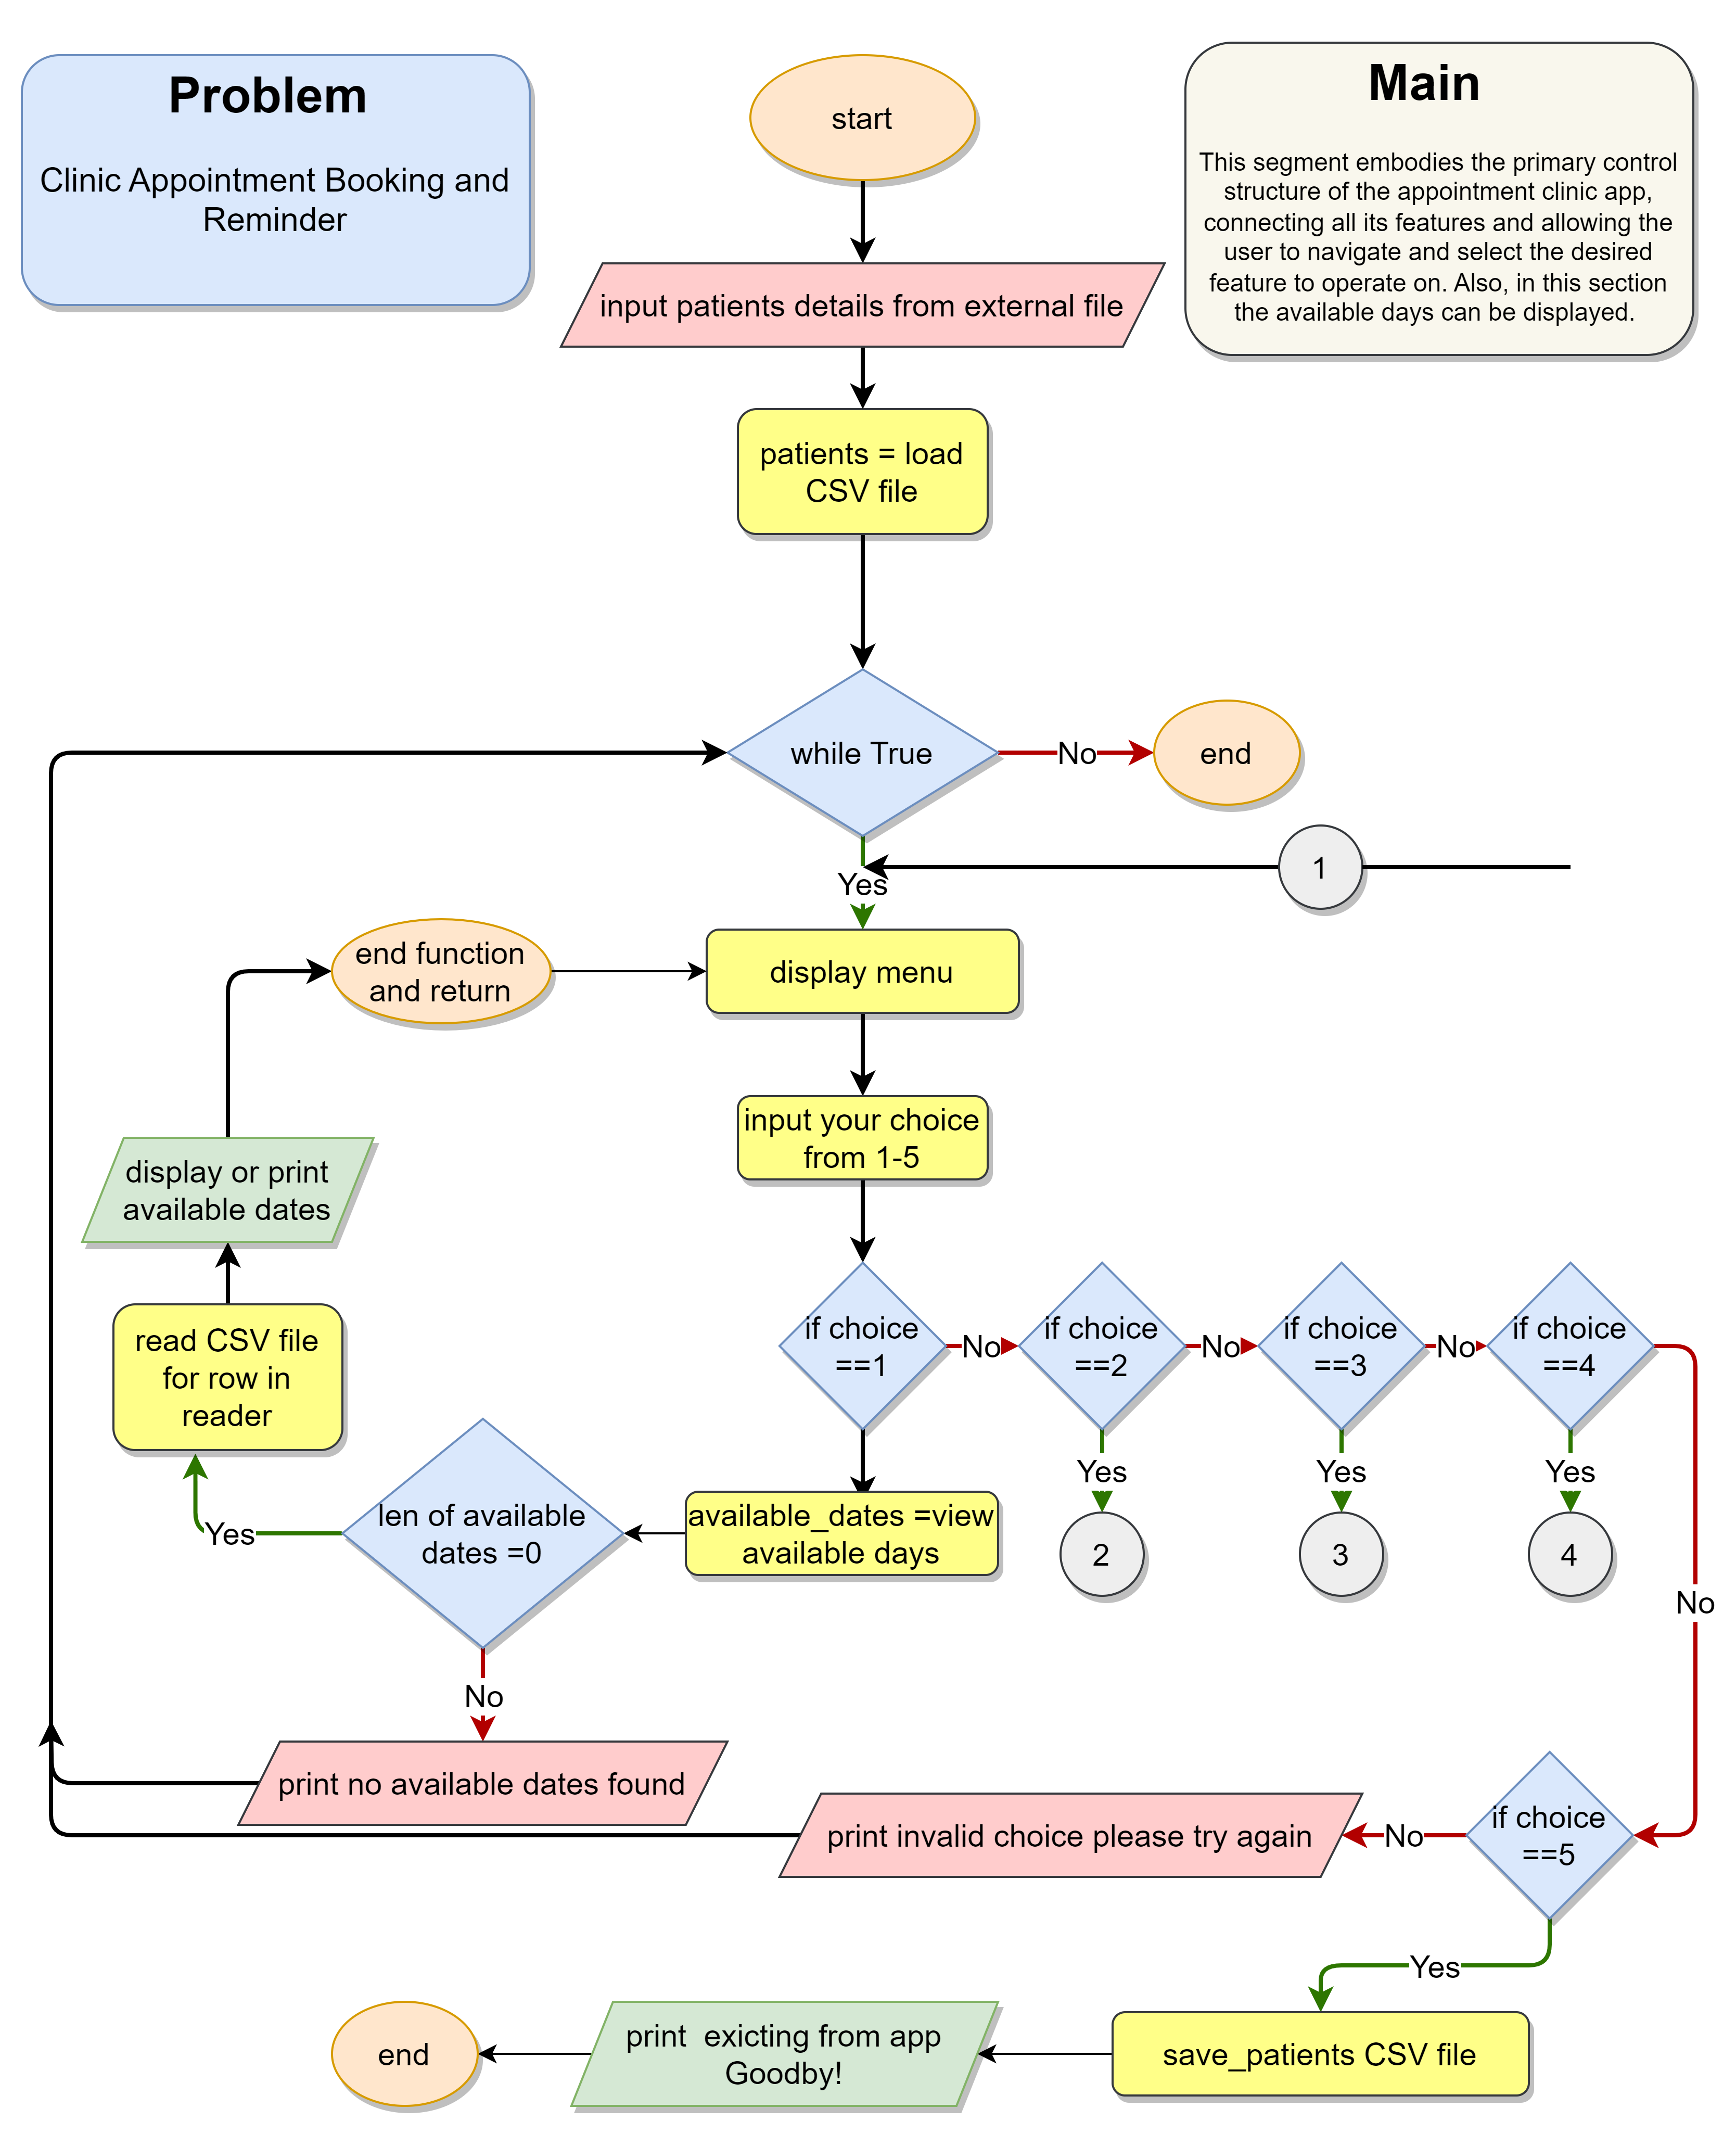 Problem
Clinic Appointment Booking and
Reminder
start
Main
This segment embodies the primary control
structure of the appointment clinic app,
connecting all its features and allowing the
user to navigate and select the desired
feature to operate on. Also, in this section
the available days can be displayed.
input patients details from external file
patients = load
CSV file
while True
No
end
1
Yes
end function
and return
display menu
input your choice
from 1-5
display or print
available dates
if choice
==1
No
if choice
==2
No
if choice
==3
No
if choice
==4
read CSV file
for row in
reader
Yes
Yes
Yes
available_dates =view
available days
len of available
dates =0
Yes
2
3
4
No
No
print no available dates found
print invalid choice please try again
No
if choice
==5
Yes
save_patients CSV file
print  exicting from app
Goodby!
end